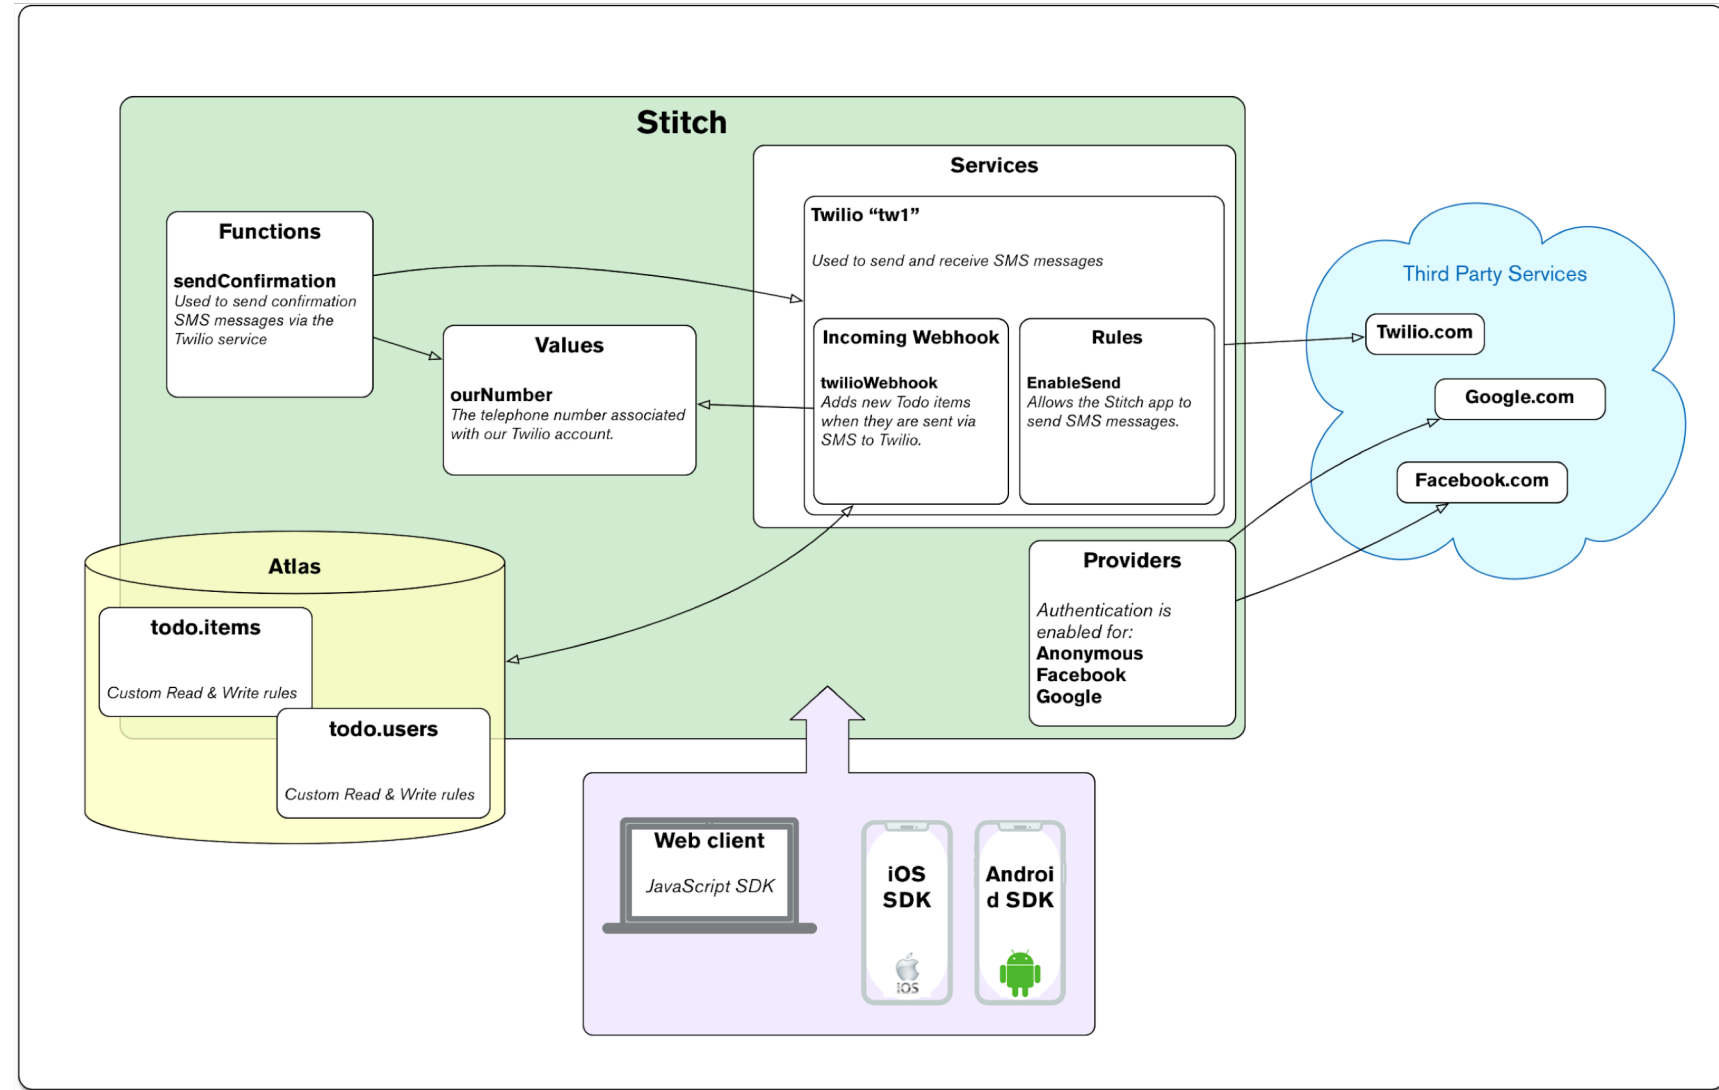 Stitch
Services
Twilio “tw1”
Used to send and receive SMS messages
Functions
sendConfirmation
Used to send confirmation
SMS messages via the
Twilio service
Values
ourNumber
The telephone number associated
with our Twilio account.
Incoming Webhook
twilioWebhook
Adds new Todo items
when they are sent via
SMS to Twilio.
Rules
EnableSend
Allows the Stitch app to
send SMS messages.
Third Party Services
Twilio.com
Google.com
Facebook.com
Providers
Authentication is
enabled for:
Anonymous
Facebook
Google
Atlas
todo.items
Custom Read & Write rules
todo.users
Custom Read & Write rules
Web client
JavaScript SDK
iOS
SDK
iOS
Androi
d SDK